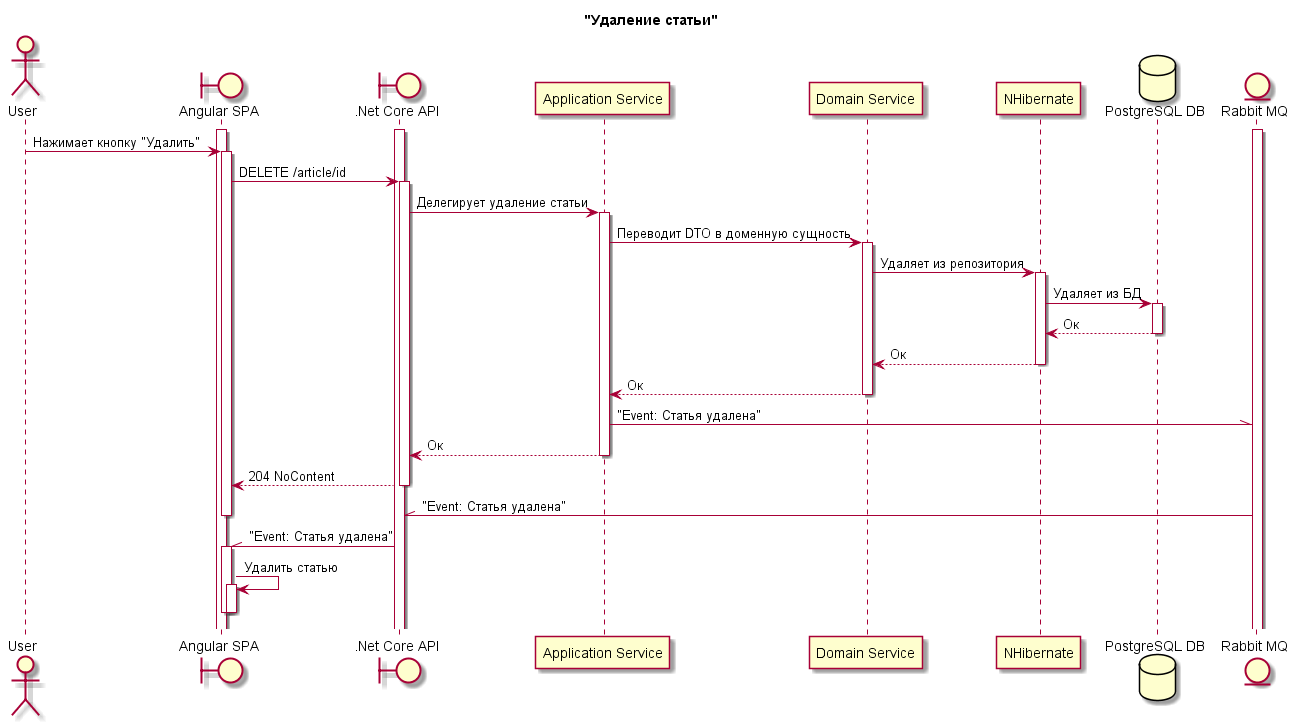 "Удаление статьи"
User
Angular SPA
.Net Core API
Application Service
Domain Service
NHibernate
PostgreSQL DB
Rabbit MQ
Нажимает кнопку "Удалить"
DELETE /article/id
Делегирует удаление статьи
Переводит DTO в доменную сущность
Удаляет из репозитория
Удаляет из БД
Ок
Ок
Ок
"Event: Статья удалена"
Ок
204 NoContent
"Event: Статья удалена"
"Event: Статья удалена"
Удалить статью
User
Angular SPA
.Net Core API
Application Service
Domain Service
NHibernate
PostgreSQL DB
Rabbit MQ